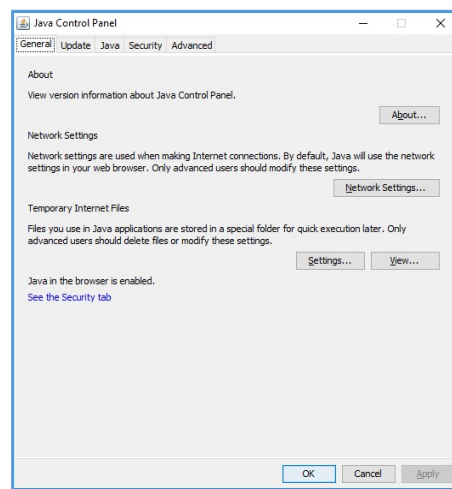 Java Control Panel
General Update Java Security Advanced
About
View version information about Java Control Panel.
About...
Network Settings
Network settings are used when making Internet connections. By default, Java will use the network
settings in your web browser. Only advanced users should modify these settings.
Network Settings...
Temporary Internet Files
Files you use in Java applications are stored in a special folder for quick execution later. Only
advanced users should delete files or modify these settings.
Settings... View...
Java in the browser is enabled.
See the Security tab
OK Cancel Apply